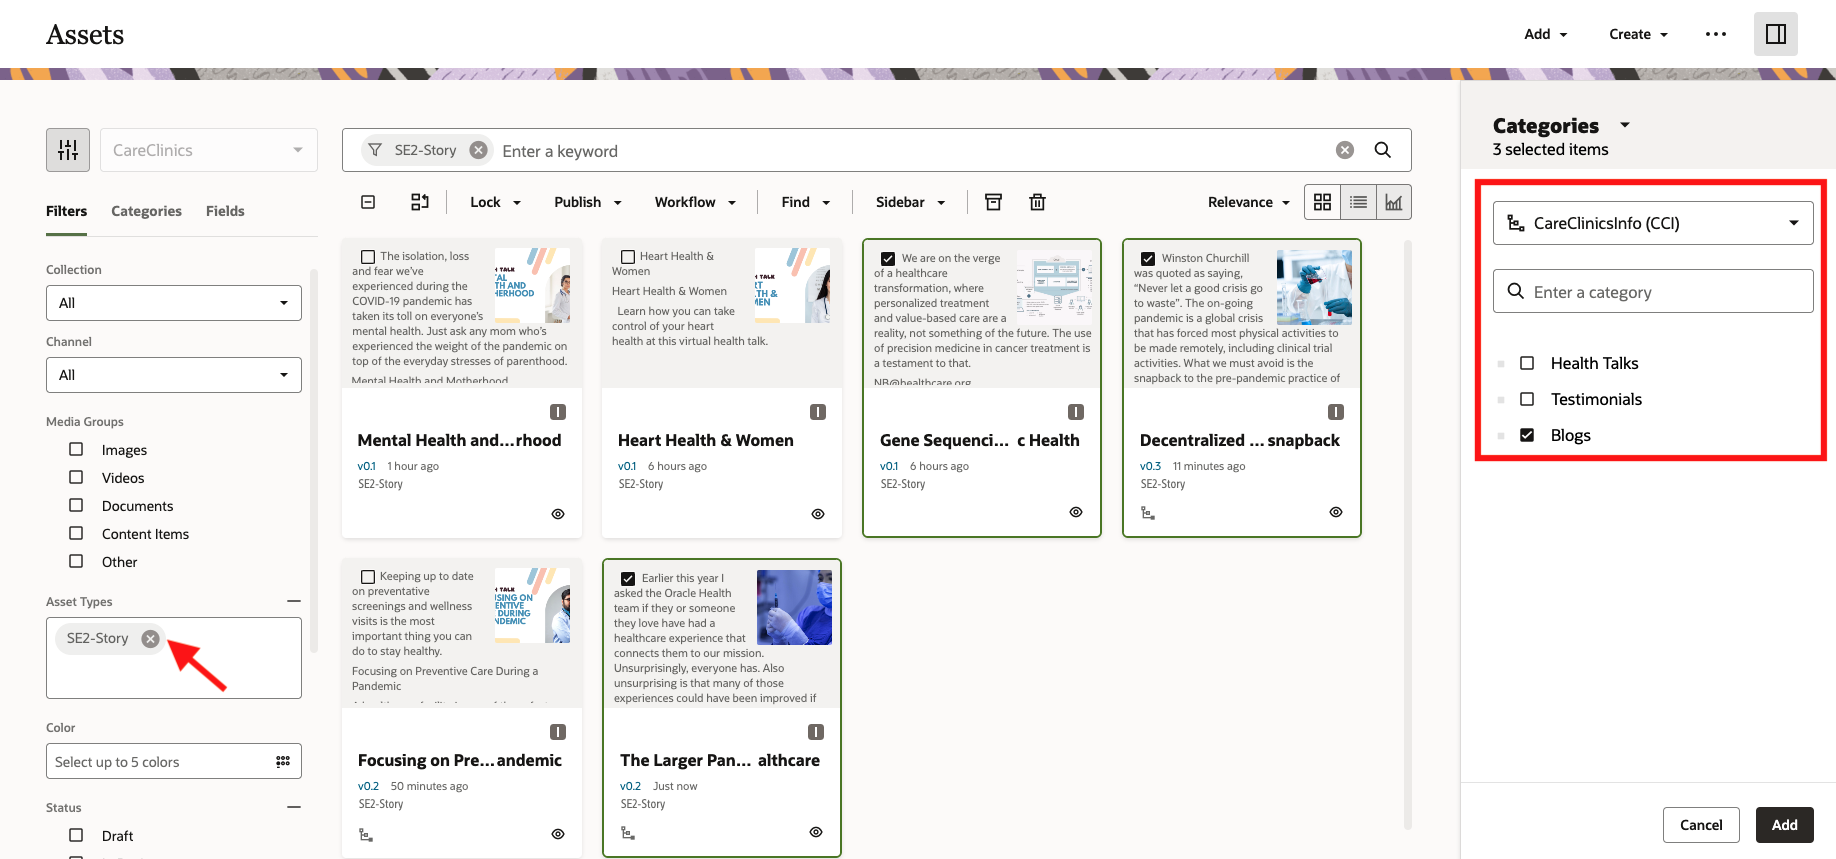 Assets
Add
Create
CareClinics
SE2-Story
Enter a keyword
Filters
Categories
Fields
Lock
Publish
Workflow
Find
Sidebar
Relevance
Collection
All
Channel
All
Media Groups
Images
Videos
Documents
Content Items
Other
Asset Types
SE2-Story
Color
Select up to 5 colors
Status
Draft
The isolation, loss
and fear we've
experienced during the
COVID-19 pandemic has
taken its toll on everyone's
mental health. Just ask any mom who's
experienced the weight of the pandemic on
top of the everyday stresses of parenthood.
Mental Health and Motherhood
H TALK
TAL
TH AND
HERHOOD
Mental Health and...rhood
v0.1 1 hour ago
SE2-Story
Heart Health &
Women
Heart Health & Women
Learn how you can take
control of your heart
health at this virtual health talk.
TH TALK
RT
TH &
MEN
Heart Health & Women
v0.1 6 hours ago
SE2-Story
We are on the verge
of a healthcare
transformation, where
personalized treatment
and value-based care are a
reality, not something of the future. The use
of precision medicine in cancer treatment is
a testament to that.
NB@healthcare.org
Gene Sequenci... c Health
v0.1 6 hours ago
SE2-Story
Winston Churchill
was quoted as saying,
“Never let a good crisis go
to waste”. The on-going
pandemic is a global crisis
that has forced most physical activities to
be made remotely, including clinical trial
activities. What we must avoid is the
snapback to the pre-pandemic practice of
Decentralized ... snapback
v0.3 11 minutes ago
SE2-Story
Keeping up to date
on preventative
screenings and wellness
visits is the most
important thing you can
do to stay healthy.
Focusing on Preventive Care During a
Pandemic
H TALK
SING ON
ENTIVE
DURING
NDEMIC
Focusing on Pre...andemic
v0.2 50 minutes ago
SE2-Story
Earlier this year I
asked the Oracle Health
team if they or someone
they love have had a
healthcare experience that
connects them to our mission.
Unsurprisingly, everyone has. Also
unsurprising is that many of those
experiences could have been improved if
The Larger Pan... althcare
v0.2 Just now
SE2-Story
Categories
3 selected items
CareClinicsInfo (CCI)
Enter a category
Health Talks
Testimonials
Blogs
Cancel
Add